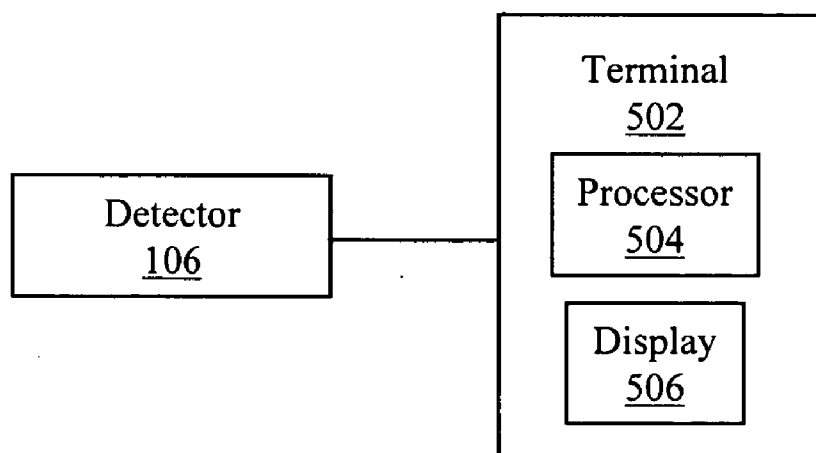 Terminal
502
Detector
106
Processor
504
Display
506